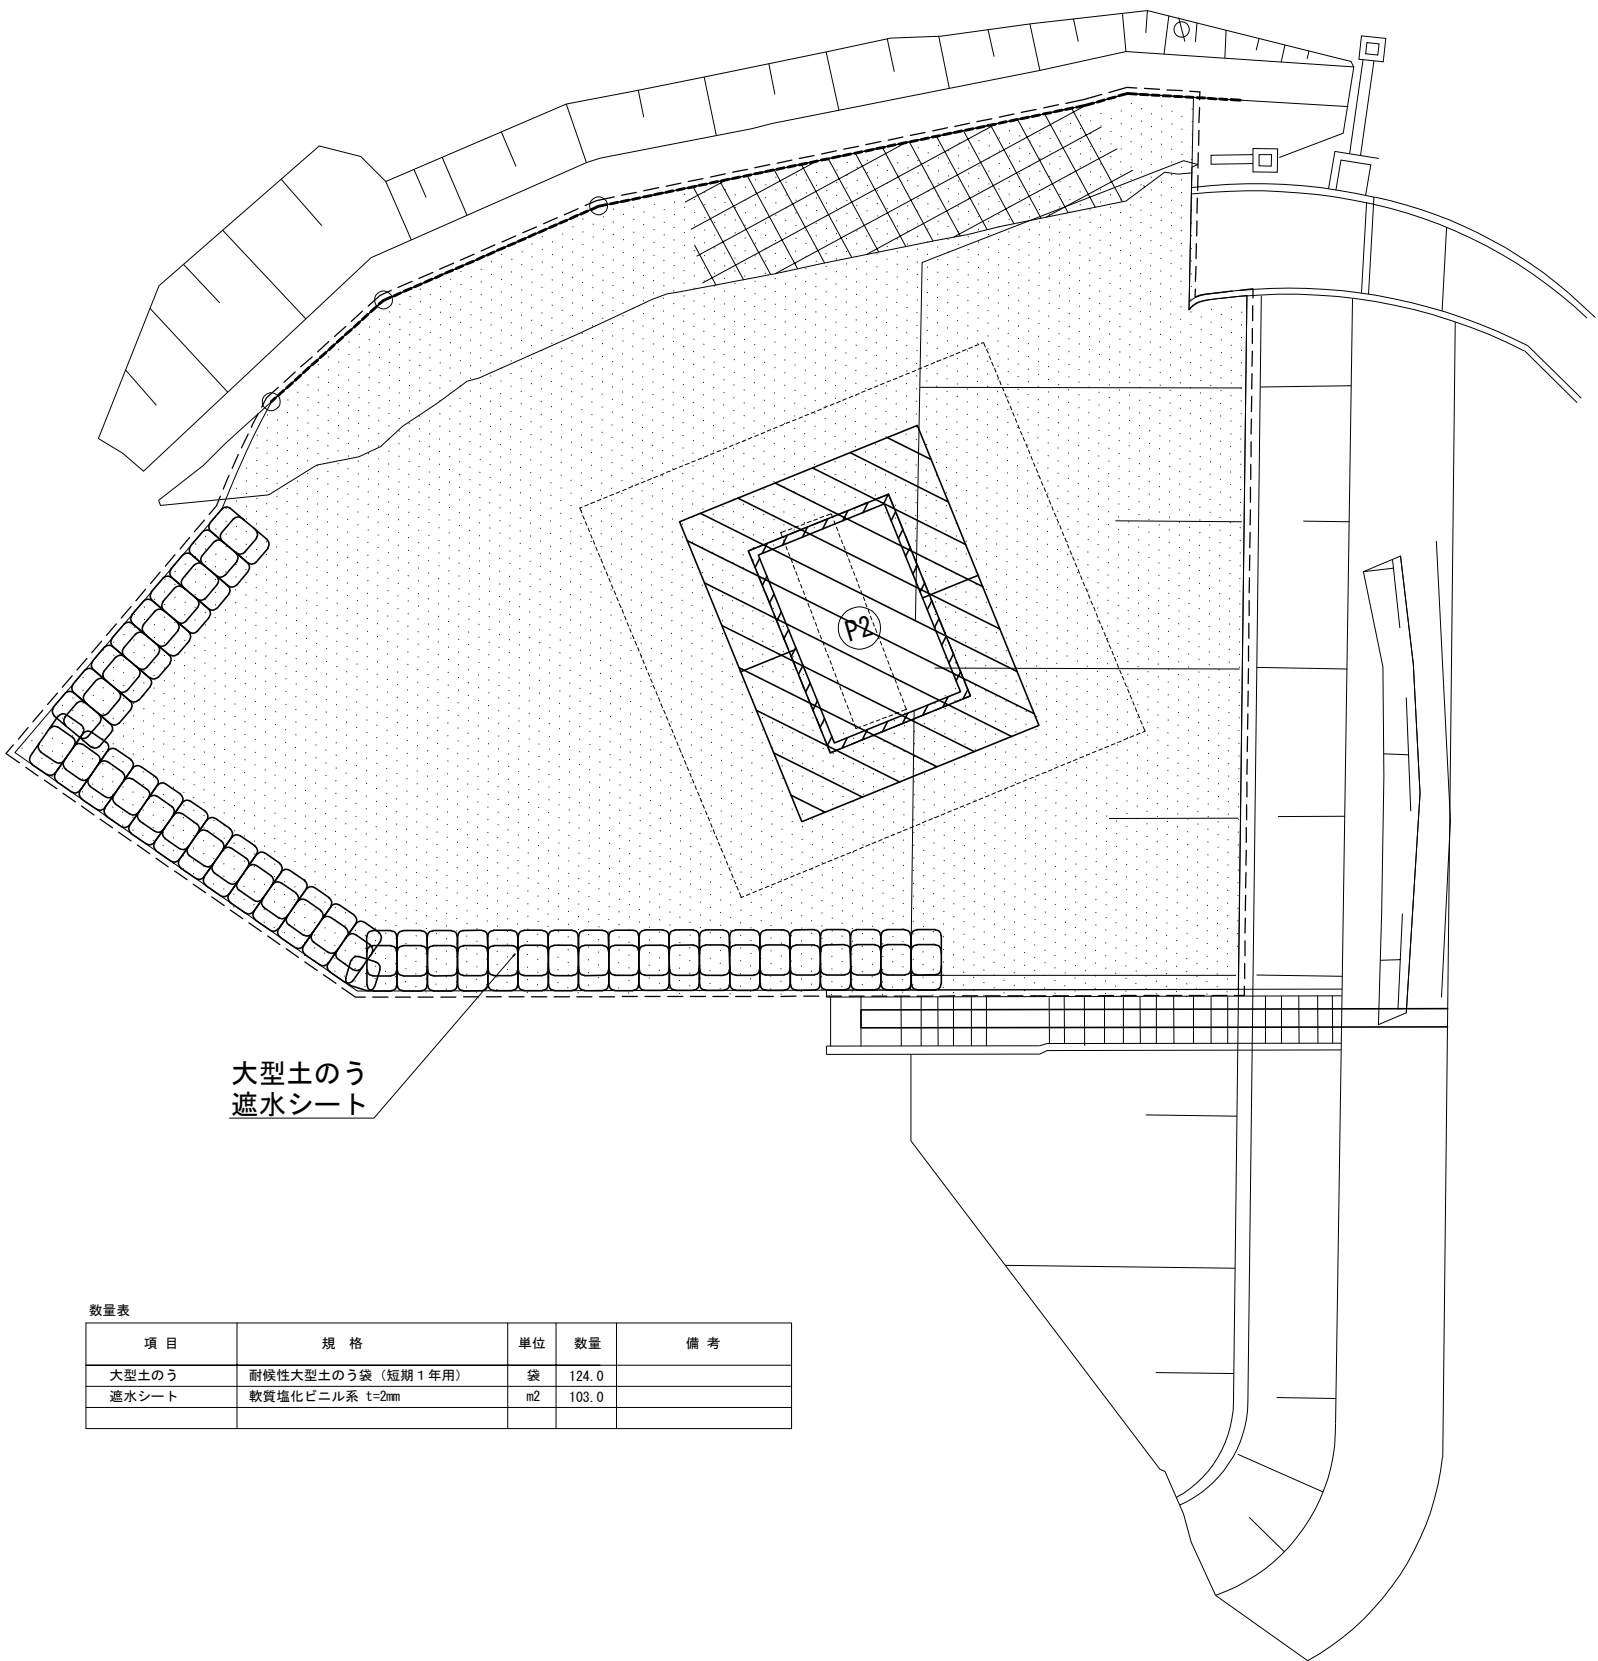 P2
大型土のう
遮水シート
数量表
項 目 規 格 単位 数量 備 考
大型土のう 耐候性大型土のう袋（短期１年用） 袋 124.0
遮水シート 軟質塩化ビニル系 t=2mm m2 103.0